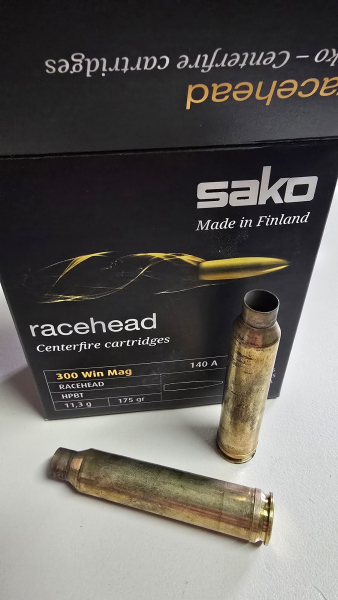 ko – Centerfire cartridges
racehead
sako
Made in Finland
racehead
Centerfire cartridges
300 Win Mag 140 A
RACEHEAD
HPBT
11,3 g 175 gr